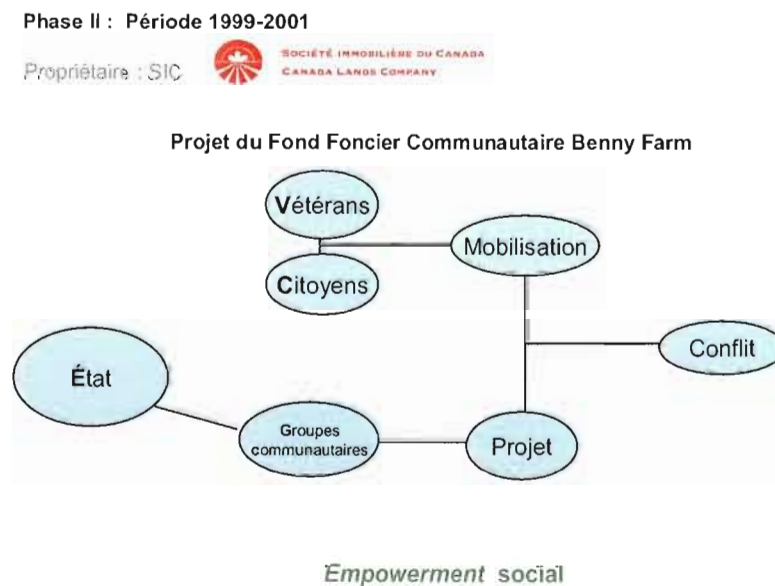 Phase II : Période 1999-2001
Propriétaire : SIC
SOCIÉTÉ IMMOBILIÈRE DU CANADA
CANADA LANDS COMPANY
Projet du Fond Foncier Communautaire Benny Farm
Vétérans
Mobilisation
Citoyens
Conflit
État
Groupes
communautaires
Projet
Empowerment social